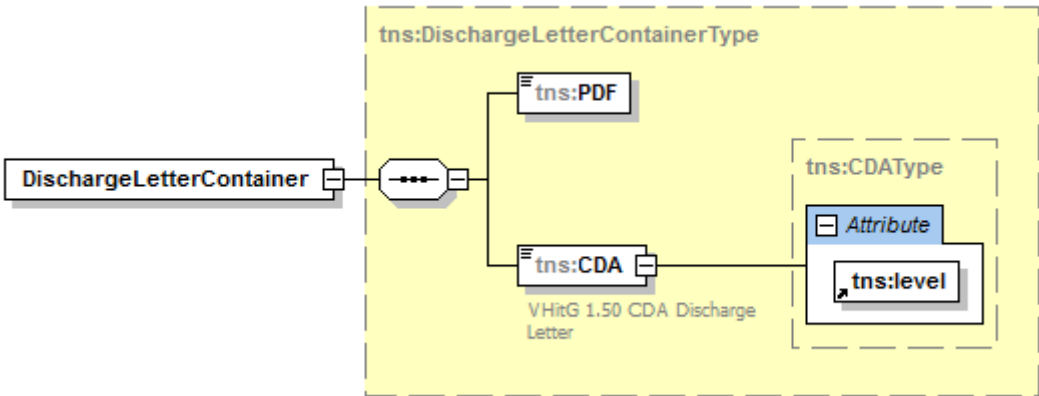 tns:DischargeLetterContainerType
tns:PDF
DischargeLetterContainer
tns:CDAType
Attribute
tns:CDA
tns:level
VHitG 1.50 CDA Discharge
Letter